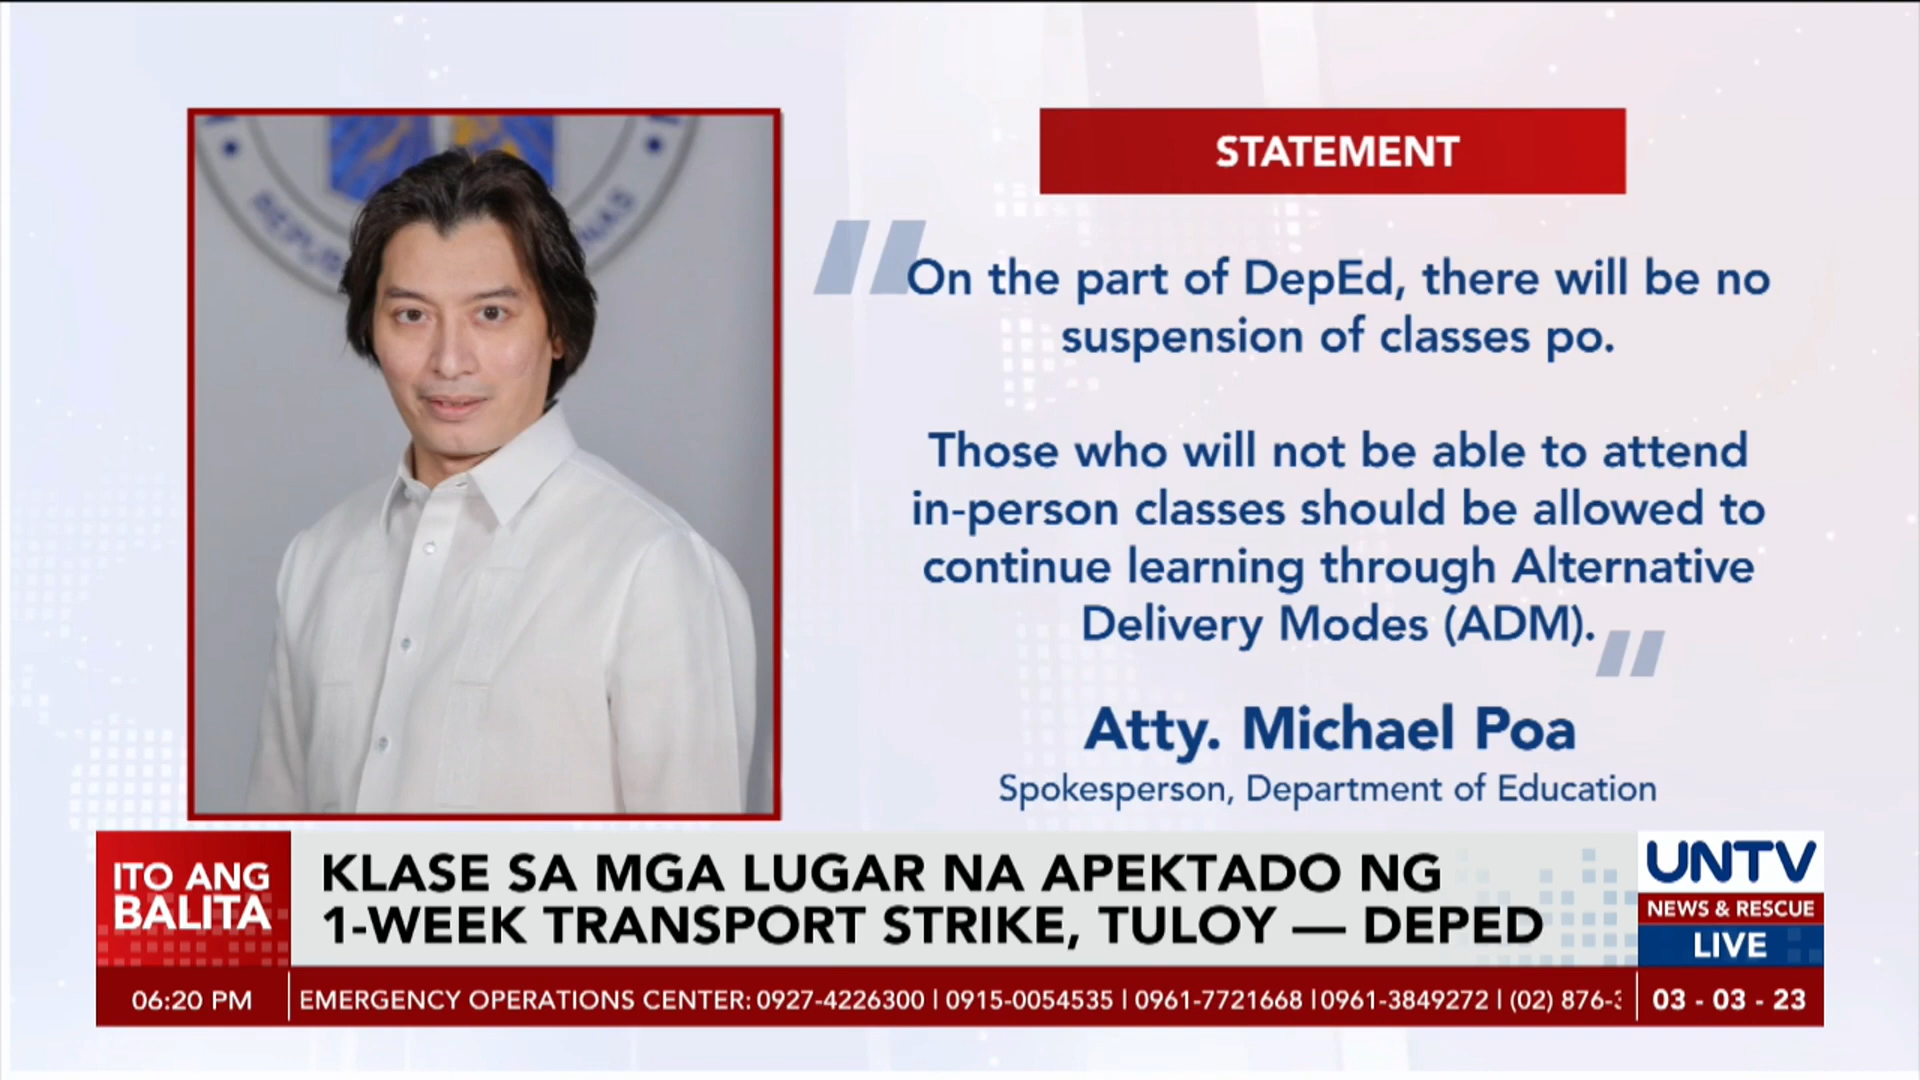 STATEMENT
On the part of DepEd, there will be no
suspension of classes po.
Those who will not be able to attend
in-person classes should be allowed to
continue learning through Alternative
Delivery Modes (ADM).
Atty. Michael Poa
Spokesperson, Department of Education
ITO ANG
BALITA
KLASE SA MGA LUGAR NA APEKTADO NG
1-WEEK TRANSPORT STRIKE, TULOY — DEPED
UNTV
NEWS & RESCUE
LIVE
06:20 PM
EMERGENCY OPERATIONS CENTER: 0927-4226300 | 0915-0054535 | 0961-7721668 | 0961-3849272 | (02) 876-
03 - 03 - 23